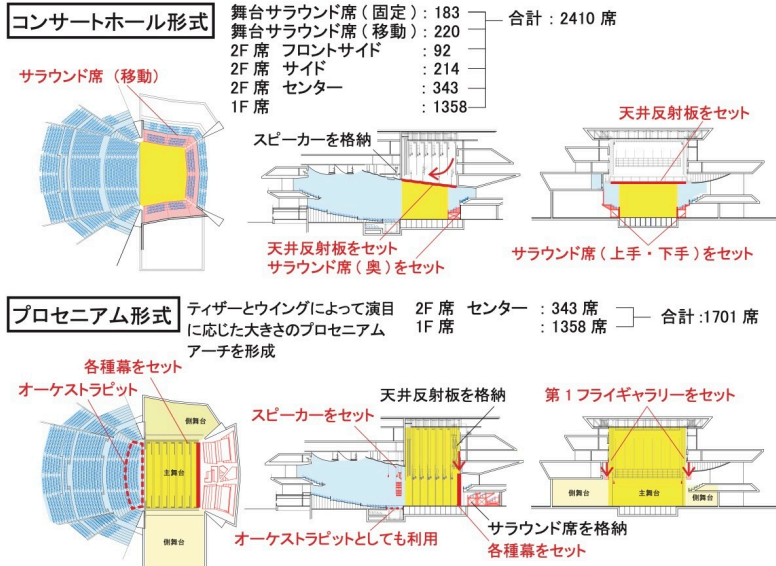 コンサートホール形式
舞台サラウンド席（固定）: 183
舞台サラウンド席（移動）: 220
2F 席 フロントサイド : 92
2F 席 サイド : 214
2F 席 センター : 343
1F 席 : 1358
合計 : 2410 席
サラウンド席（移動）
スピーカーを格納
天井反射板をセット
サラウンド席（奥）をセット
天井反射板をセット
サラウンド席（上手・下手）をセット
プロセニアム形式
ティザーとウイングによって演目
に応じた大きさのプロセニアム
アーチを形成
2F 席 センター : 343 席
1F 席 : 1358 席
合計 :1701 席
各種幕をセット
オーケストラピット
側舞台
主舞台
側舞台
スピーカーをセット
天井反射板を格納
オーケストラピットとしても利用
サラウンド席を格納
各種幕をセット
第１フライギャラリーをセット
側舞台
主舞台
側舞台